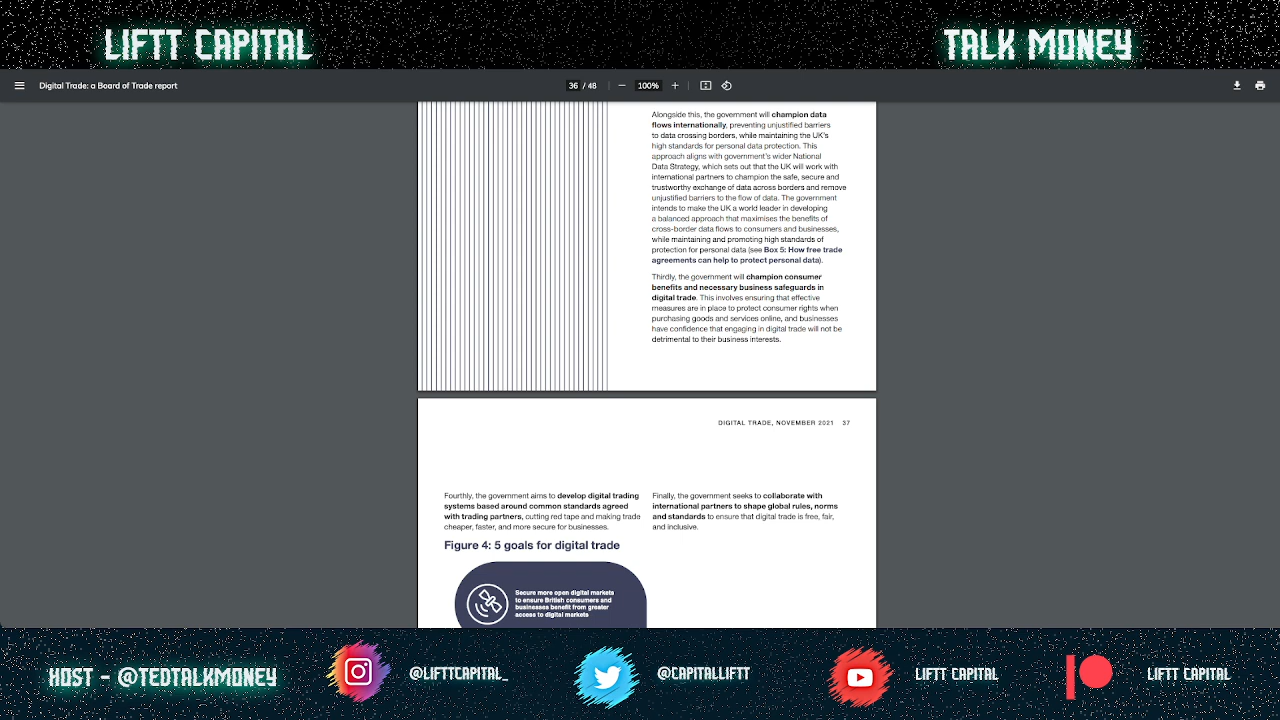 LIFTT CAPITAL
TALK MONEY
Digital Trade: a Board of Trade report
36 / 48
100%
Alongside this, the government will champion data
flows internationally, preventing unjustified barriers
to data crossing borders, while maintaining the UK's
high standards for personal data protection. This
approach aligns with government's wider National
Data Strategy, which sets out that the UK will work with
international partners to champion the safe, secure and
trustworthy exchange of data across borders and remove
unjustified barriers to the flow of data. The government
intends to make the UK a world leader in developing
a balanced approach that maximises the benefits of
cross-border data flows to consumers and businesses,
while maintaining and promoting high standards of
protection for personal data (see Box 5: How free trade
agreements can help to protect personal data).
Thirdly, the government will champion consumer
benefits and necessary business safeguards in
digital trade. This involves ensuring that effective
measures are in place to protect consumer rights when
purchasing goods and services online, and businesses
have confidence that engaging in digital trade will not be
detrimental to their business interests.
DIGITAL TRADE, NOVEMBER 2021 37
Fourthly, the government aims to develop digital trading
systems based around common standards agreed
with trading partners, cutting red tape and making trade
cheaper, faster, and more secure for businesses.
Finally, the government seeks to collaborate with
international partners to shape global rules, norms
and standards to ensure that digital trade is free, fair,
and inclusive.
Figure 4: 5 goals for digital trade
Secure more open digital markets
to ensure British consumers and
businesses benefit from greater
access to digital markets
HOST - @TEDTALKMONEY
@LIFTTCAPITAL_
@CAPITALLIFTT
LIFT CAPITAL
LIFT CAPITAL